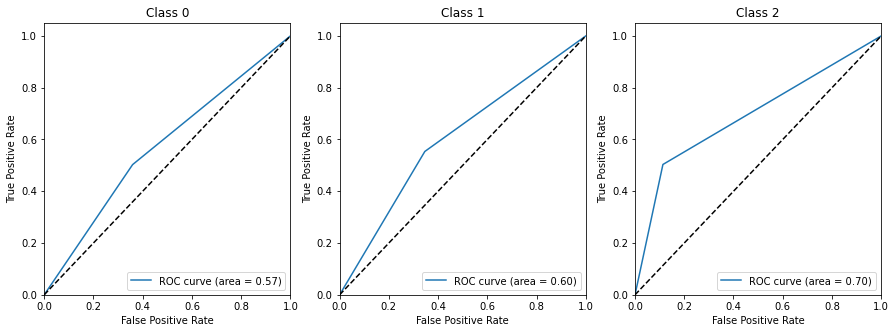 Class 0
1.0
0.8
0.6
0.4
0.2
0.0
True Positive Rate
ROC curve (area = 0.57)
0.0 0.2 0.4 0.6 0.8 1.0
False Positive Rate
Class 1
1.0
0.8
0.6
0.4
0.2
0.0
True Positive Rate
ROC curve (area = 0.60)
0.0 0.2 0.4 0.6 0.8 1.0
False Positive Rate
Class 2
1.0
0.8
0.6
0.4
0.2
0.0
True Positive Rate
ROC curve (area = 0.70)
0.0 0.2 0.4 0.6 0.8 1.0
False Positive Rate